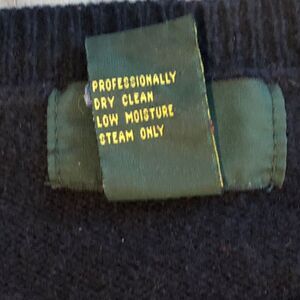 PROFESSIONALLY
DRY CLEAN
LOW MOISTURE
STEAM ONLY